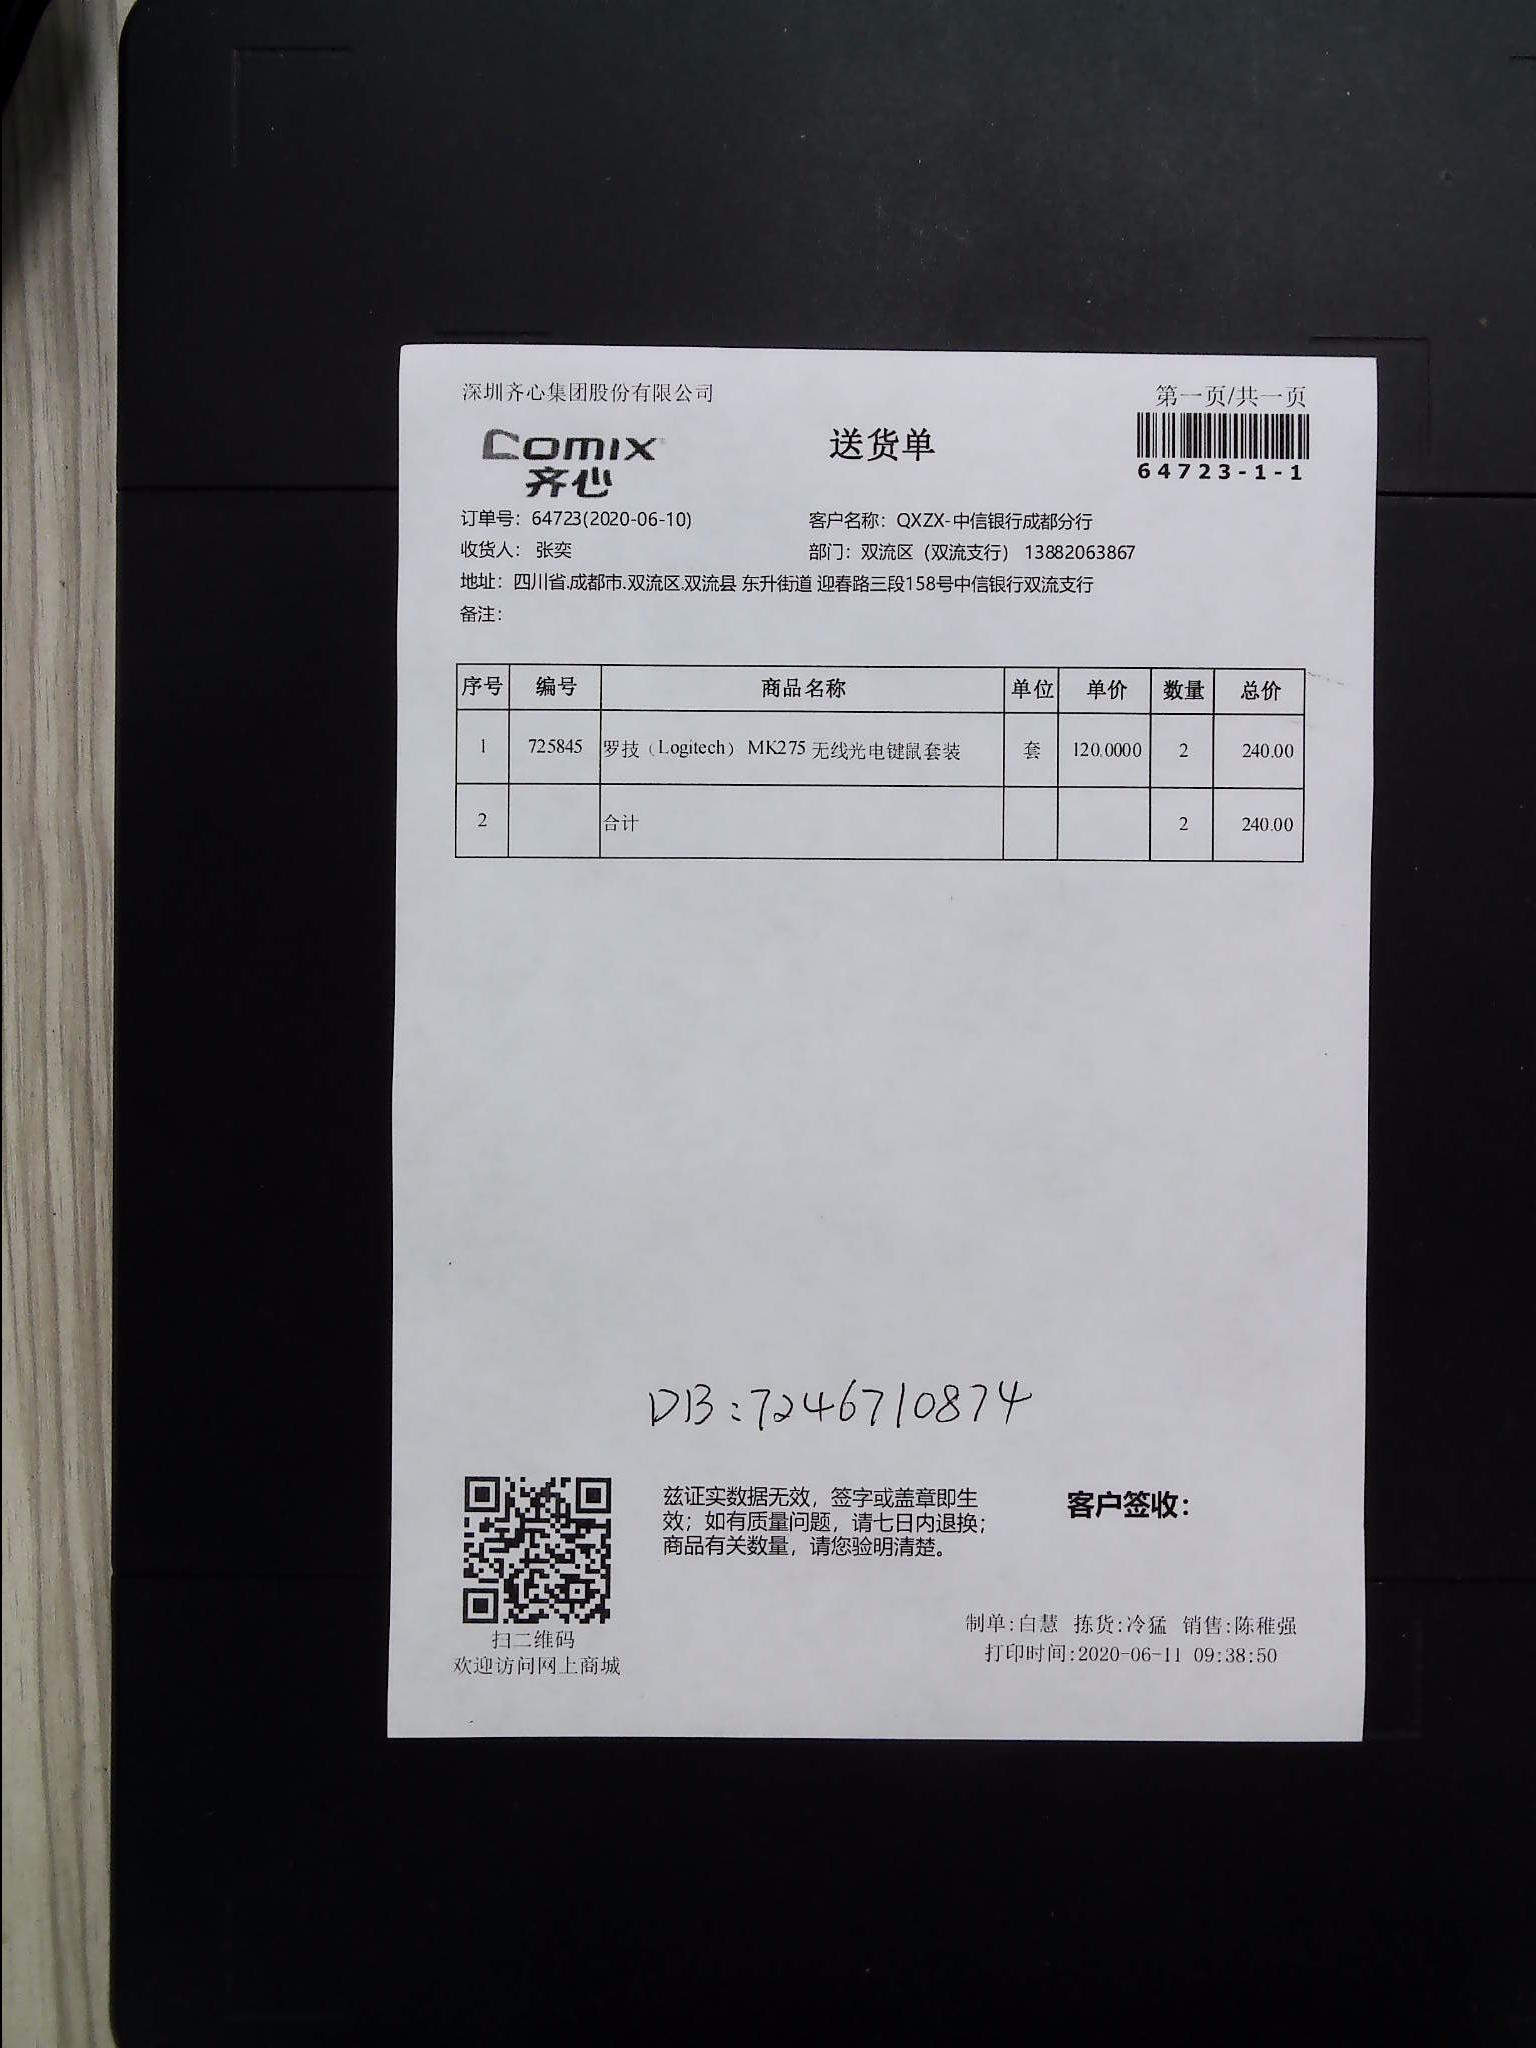 深圳齐心集团股份有限公司
第一页/共一页
comix
齐心
送货单
64723-1-1
订单号：64723(2020-06-10)
客户名称：QXZX-中信银行成都分行
收货人： 张奕
部门：双流区（双流支行） 13882063867
地址：四川省.成都市.双流区.双流县 东升街道 迎春路三段158号中信银行双流支行
备注：
序号 编号 商品名称 单位 单价 数量 总价
1 725845 罗技（Logitech） MK275 无线光电键鼠套装 套 120.0000 2 240.00
2 合计 2 240.00
DB:7246710874
兹证实数据无效，签字或盖章即生
效；如有质量问题，请七日内退换；
商品有关数量，请您验明清楚。
客户签收：
扫二维码
欢迎访问网上商城
制单:白慧 拣货:冷猛 销售:陈稚强
打印时间:2020-06-11 09:38:50